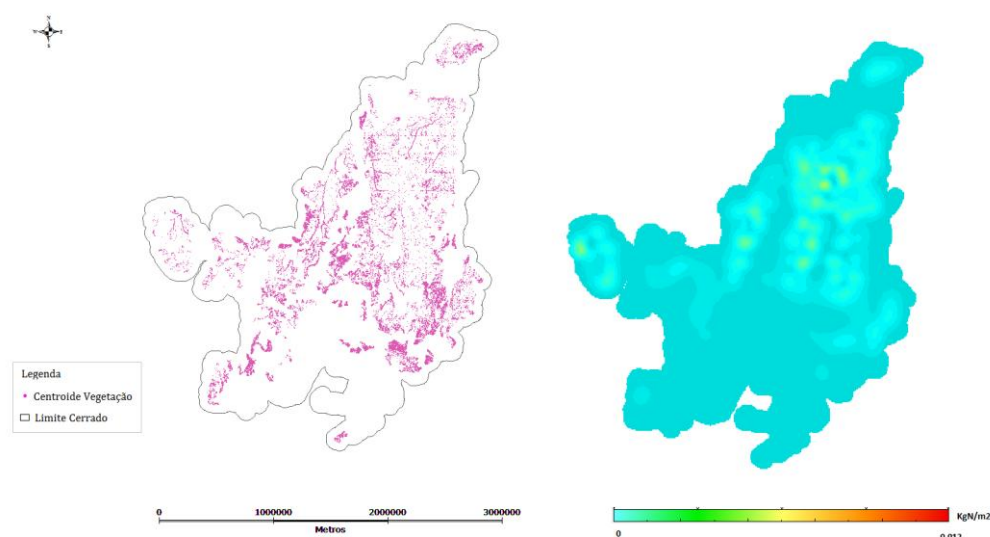 N
Legenda
Centroide Vegetação
Limite Cerrado
0 1000000 2000000 3000000
Metros
KgN/m2
0